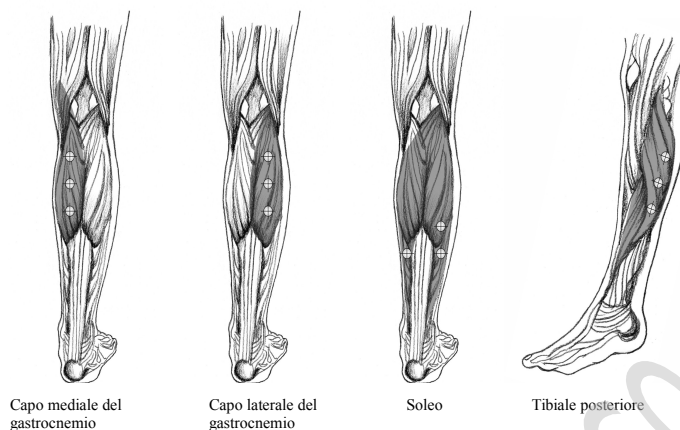 Capo mediale del
gastrocnemio
Capo laterale del
gastrocnemio
Soleo
Tibiale posteriore